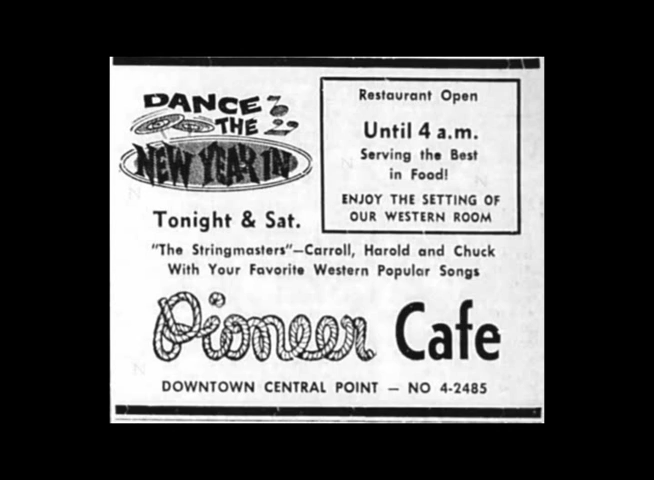 DANCE
THE
NEW YEAR IN
Tonight & Sat.
Restaurant Open
Until 4 a.m.
Serving the Best
in Food!
ENJOY THE SETTING OF
OUR WESTERN ROOM
"The Stringmasters"—Carroll, Harold and Chuck
With Your Favorite Western Popular Songs
Pioneer Cafe
DOWNTOWN CENTRAL POINT — NO 4-2485